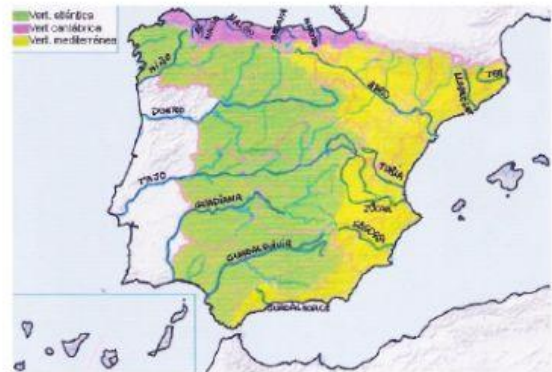 Vert. atlántica
Vert. cantábrica
Vert. mediterránea
NALÓN
MIÑO
EBRO
LLOBREGAT
TER
DUERO
TAJO
TURIA
GUADIANA
JÚCAR
SEGURA
GUADALQUIVIR
GUADALHORCE